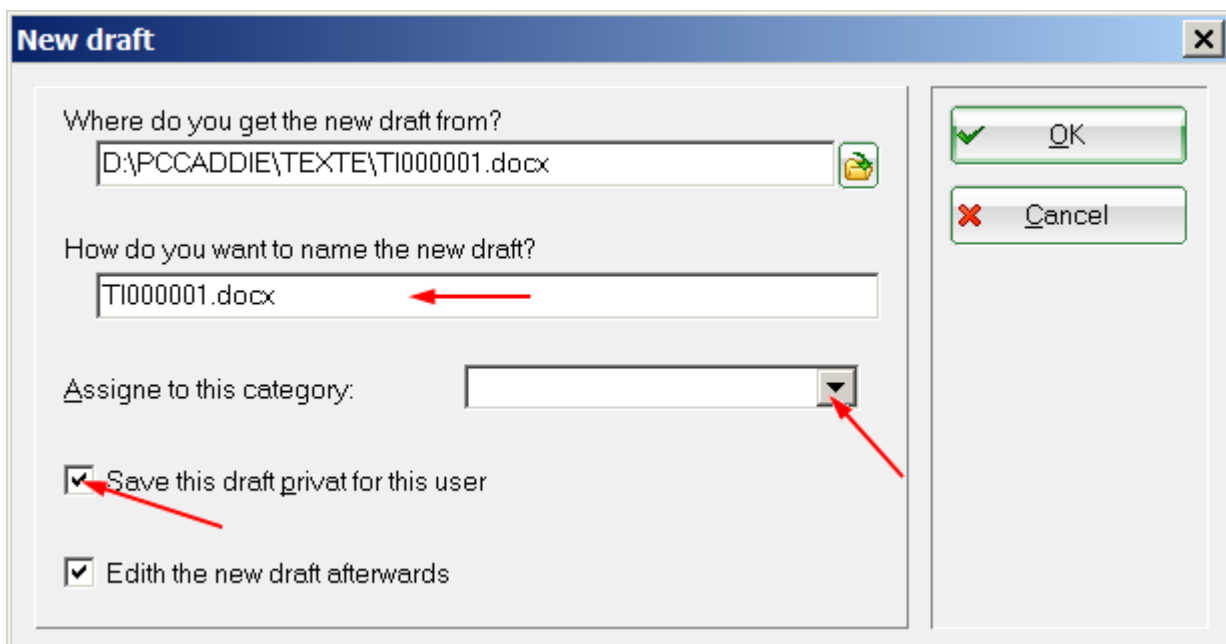 New draft
Where do you get the new draft from?
D:\PCCADDIE\TEXTE\TI000001.docx
How do you want to name the new draft?
TI000001.docx
Assigne to this category:
Save this draft privat for this user
Edith the new draft afterwards
OK
Cancel